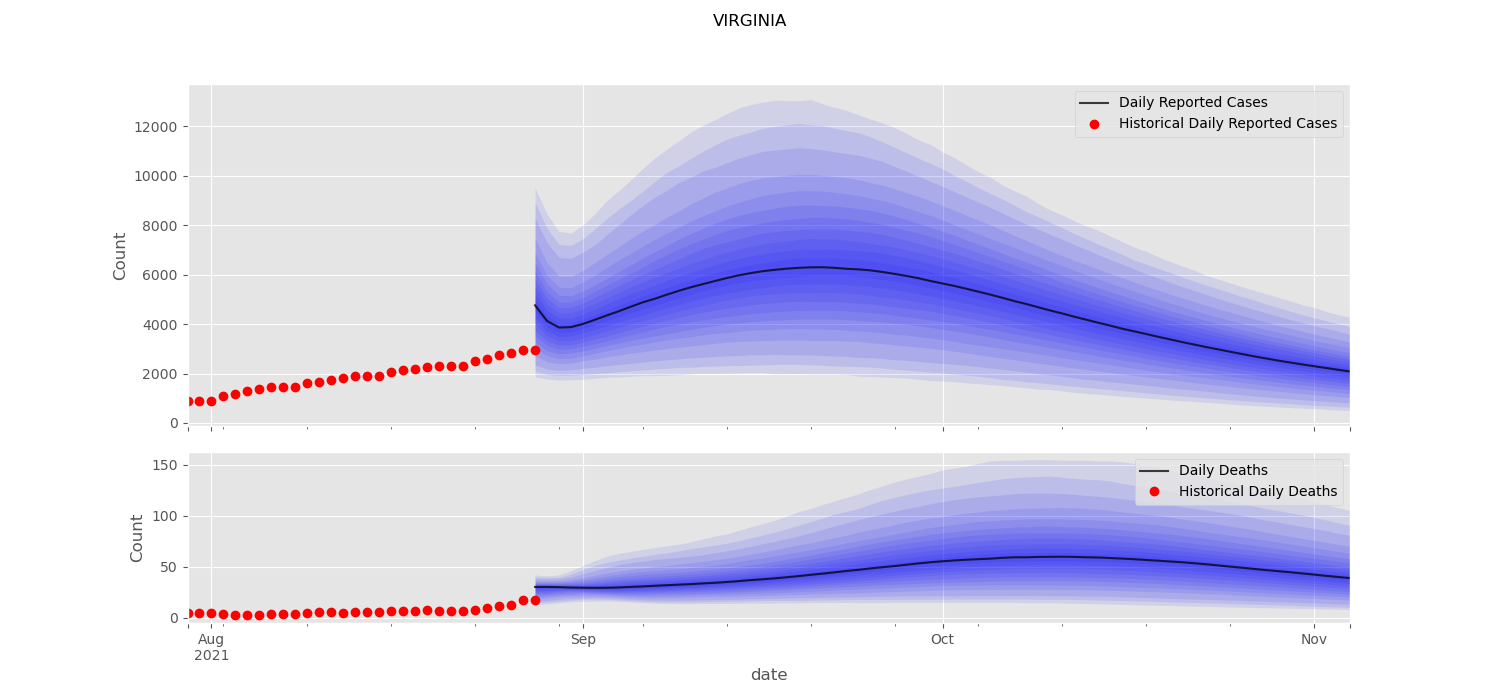 VIRGINIA
Daily Reported Cases
Historical Daily Reported Cases
Count
12000
10000
8000
6000
4000
2000
0
Daily Deaths
Historical Daily Deaths
Count
150
100
50
0
Aug
2021
Sep
Oct
Nov
date